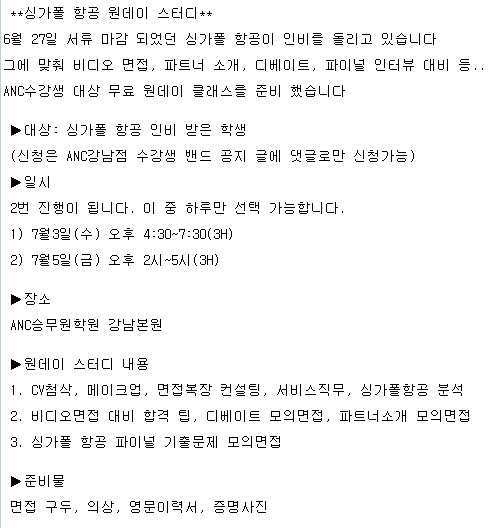 **싱가폴 항공 원데이 스터디**
6월 27일 서류 마감 되었던 싱가폴 항공이 인비를 돌리고 있습니다
그에 맞춰 비디오 면접, 파트너 소개, 디베이트, 파이널 인터뷰 대비 등..
ANC수강생 대상 무료 원데이 클래스를 준비 했습니다
▶대상: 싱가폴 항공 인비 받은 학생
(신청은 ANC강남점 수강생 밴드 공지 글에 댓글로만 신청가능)
▶일시
2번 진행이 됩니다. 이 중 하루만 선택 가능합니다.
1) 7월3일(수) 오후 4:30~7:30(3H)
2) 7월5일(금) 오후 2시~5시(3H)
▶장소
ANC승무원학원 강남본원
▶원데이 스터디 내용
1. CV첨삭, 메이크업, 면접복장 컨설팅, 서비스직무, 싱가폴항공 분석
2. 비디오면접 대비 합격 팁, 디베이트 모의면접, 파트너소개 모의면접
3. 싱가폴 항공 파이널 기출문제 모의면접
▶준비물
면접 구두, 의상, 영문이력서, 증명사진